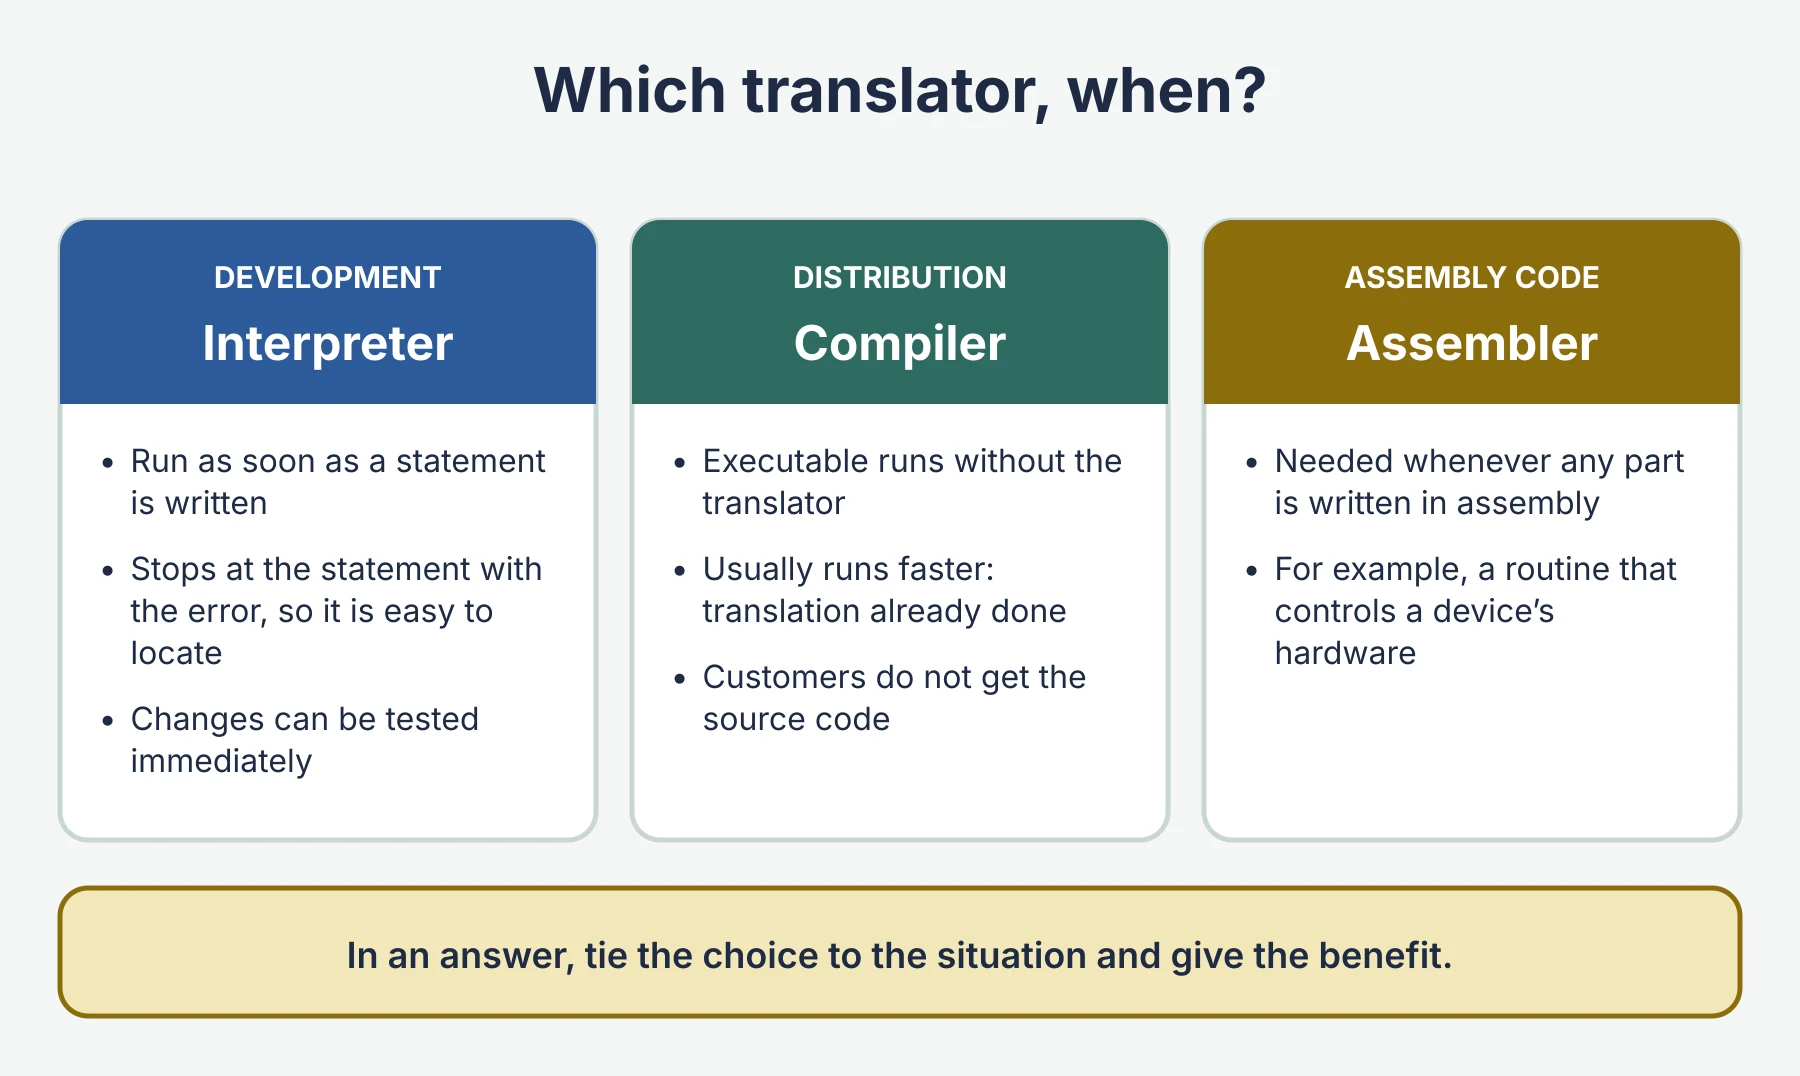 Which translator, when?
DEVELOPMENT
Interpreter
• Run as soon as a statement
is written
• Stops at the statement with
the error, so it is easy to
locate
• Changes can be tested
immediately
DISTRIBUTION
Compiler
• Executable runs without the
translator
• Usually runs faster:
translation already done
• Customers do not get the
source code
ASSEMBLY CODE
Assembler
• Needed whenever any part
is written in assembly
• For example, a routine that
controls a device’s
hardware
In an answer, tie the choice to the situation and give the benefit.